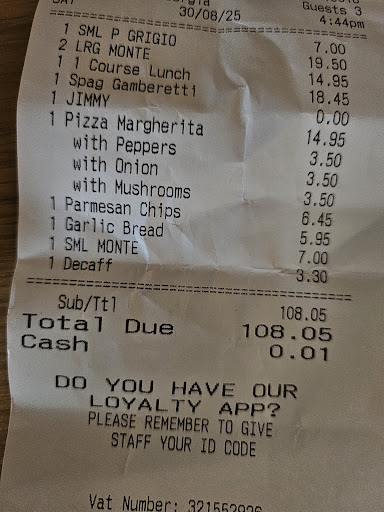 30/08/25
Guests 3
4:44pm
1 SML P GRIGIO 7.00
2 LRG MONTE 19.50
1 1 Course Lunch 14.95
1 Spag Gamberetti 18.45
1 JIMMY 0.00
1 Pizza Margherita 14.95
with Peppers 3.50
with Onion 3.50
with Mushrooms 3.50
1 Parmesan Chips 6.45
1 Garlic Bread 5.95
1 SML MONTE 7.00
1 Decaff 3.30
Sub/Ttl 108.05
Total Due 108.05
Cash 0.01
DO YOU HAVE OUR
LOYALTY APP?
PLEASE REMEMBER TO GIVE
STAFF YOUR ID CODE
Vat Number: